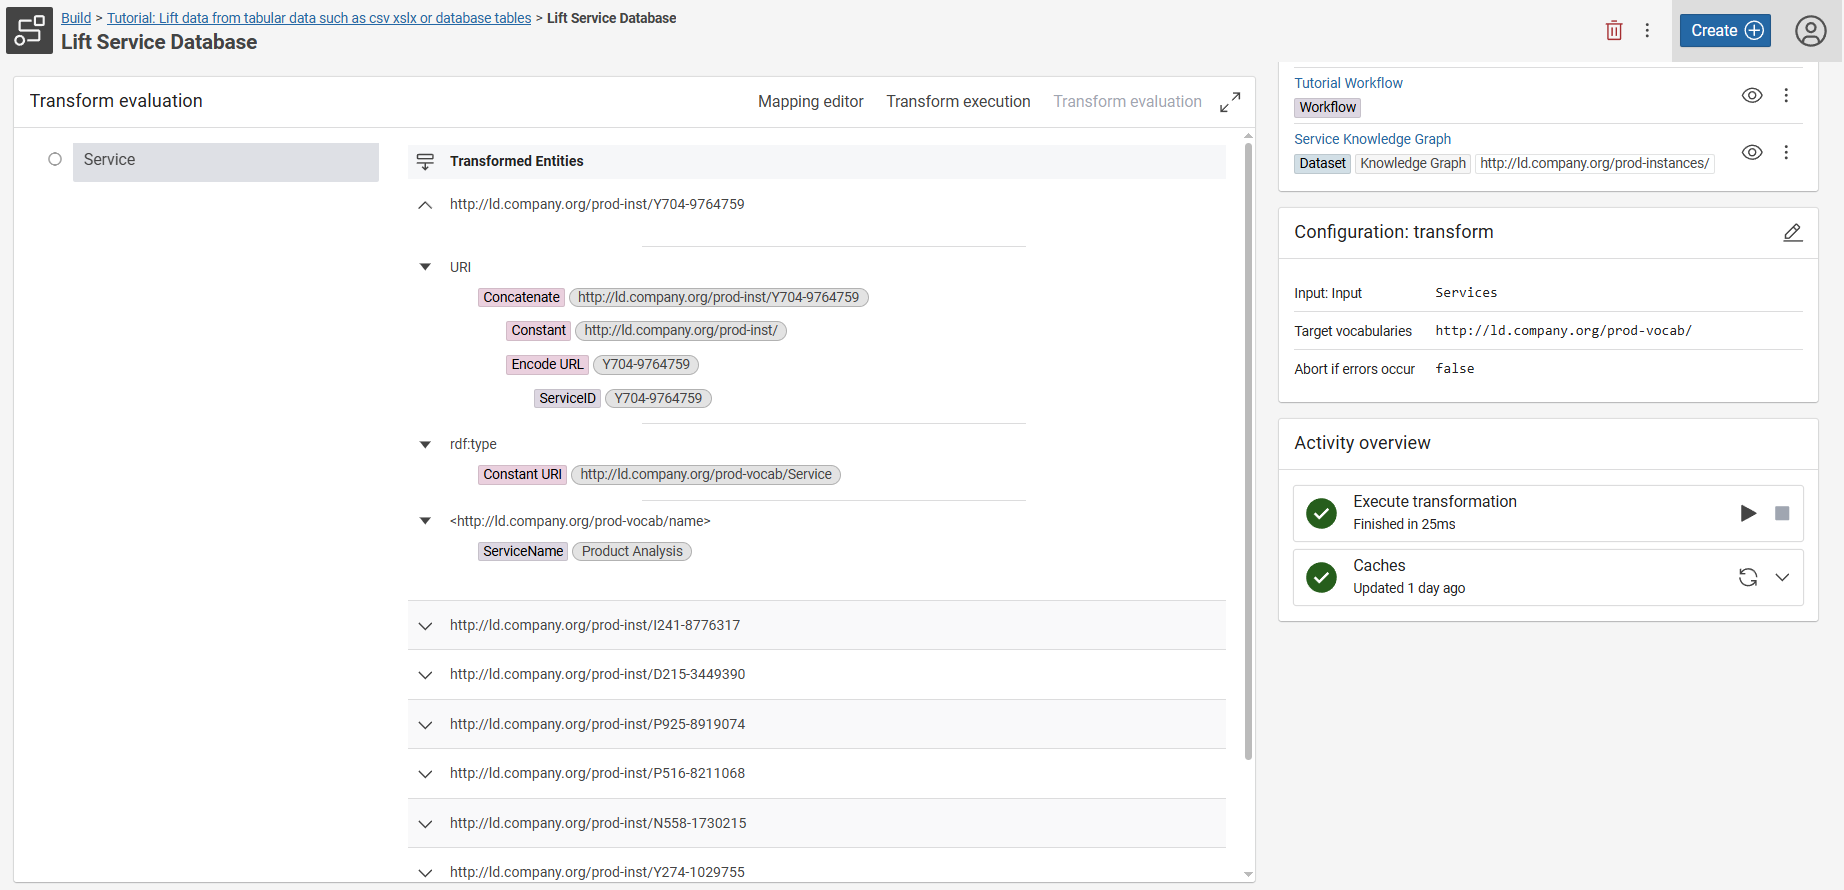 Build > Tutorial: Lift data from tabular data such as csv xslx or database tables > Lift Service Database
Lift Service Database
Create
Transform evaluation
Mapping editor
Transform execution
Transform evaluation
Service
Transformed Entities
http://ld.company.org/prod-inst/Y704-9764759
URI
Concatenate http://ld.company.org/prod-inst/Y704-9764759
Constant http://ld.company.org/prod-inst/
Encode URL Y704-9764759
ServiceID Y704-9764759
rdf:type
Constant URI http://ld.company.org/prod-vocab/Service
<http://ld.company.org/prod-vocab/name>
ServiceName Product Analysis
http://ld.company.org/prod-inst/I241-8776317
http://ld.company.org/prod-inst/D215-3449390
http://ld.company.org/prod-inst/P925-8919074
http://ld.company.org/prod-inst/P516-8211068
http://ld.company.org/prod-inst/N558-1730215
http://ld.company.org/prod-inst/Y274-1029755
Tutorial Workflow
Workflow
Service Knowledge Graph
Dataset Knowledge Graph http://ld.company.org/prod-instances/
Configuration: transform
Input: Input Services
Target vocabularies http://ld.company.org/prod-vocab/
Abort if errors occur false
Activity overview
Execute transformation
Finished in 25ms
Caches
Updated 1 day ago